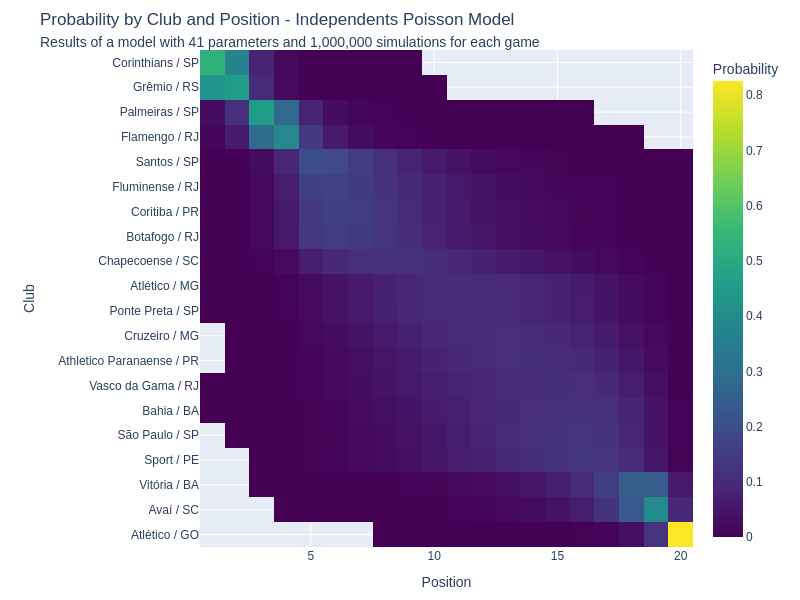 Probability by Club and Position - Independents Poisson Model
Results of a model with 41 parameters and 1,000,000 simulations for each game
Probability
Corinthians / SP
Grêmio / RS
Palmeiras / SP
Flamengo / RJ
Santos / SP
Fluminense / RJ
Coritiba / PR
Botafogo / RJ
Chapecoense / SC
Atlético / MG
Ponte Preta / SP
Cruzeiro / MG
Athletico Paranaense / PR
Vasco da Gama / RJ
Bahia / BA
São Paulo / SP
Sport / PE
Vitória / BA
Avaí / SC
Atlético / GO
Club
5
10
15
20
Position
0.8
0.7
0.6
0.5
0.4
0.3
0.2
0.1
0